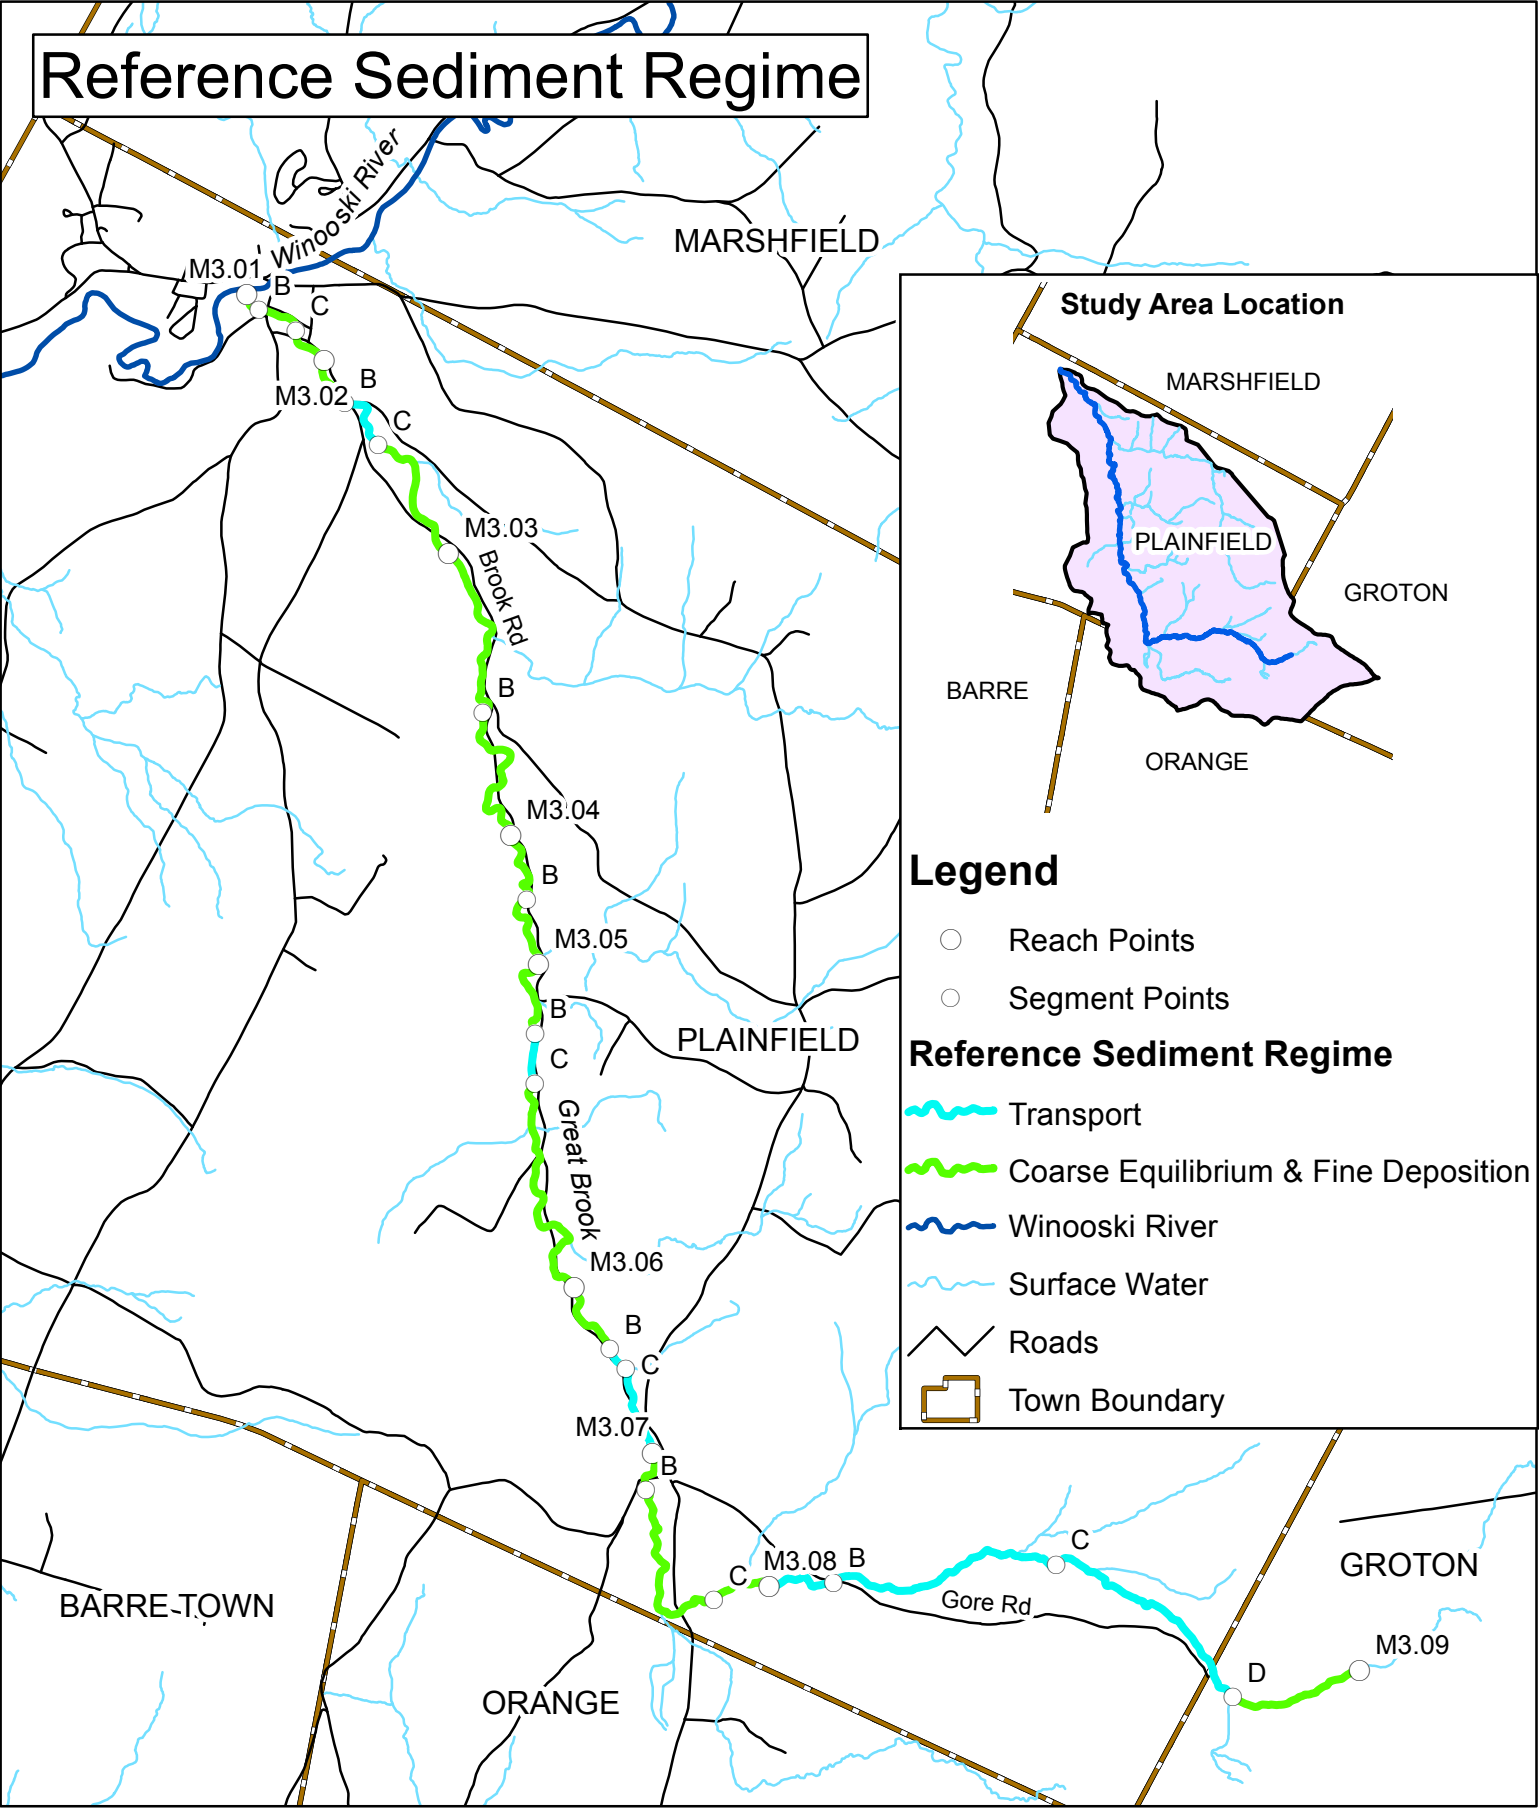 Reference Sediment Regime
Winooski River
MARSHFIELD
M3.01
B
C
Study Area Location
MARSHFIELD
PLAINFIELD
GROTON
BARRE
ORANGE
B
M3.02
C
M3.03
Brook Rd
B
M3.04
B
M3.05
B
PLAINFIELD
C
Great Brook
M3.06
B
C
M3.07
B
Legend
Reach Points
Segment Points
Reference Sediment Regime
Transport
Coarse Equilibrium & Fine Deposition
Winooski River
Surface Water
Roads
Town Boundary
C
M3.08
B
C
Gore Rd
GROTON
BARRE TOWN
M3.09
D
ORANGE